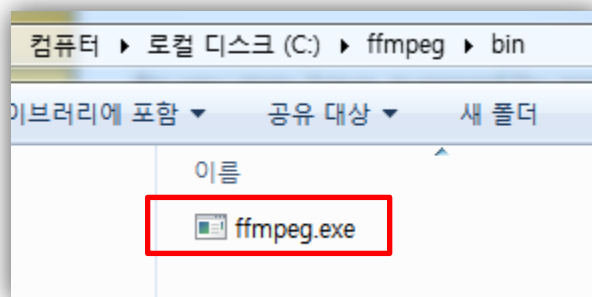 컴퓨터 ▶ 로컬 디스크 (C:) ▶ ffmpeg ▶ bin
이브러리에 포함 ▼ 공유 대상 ▼ 새 폴더
이름
ffmpeg.exe